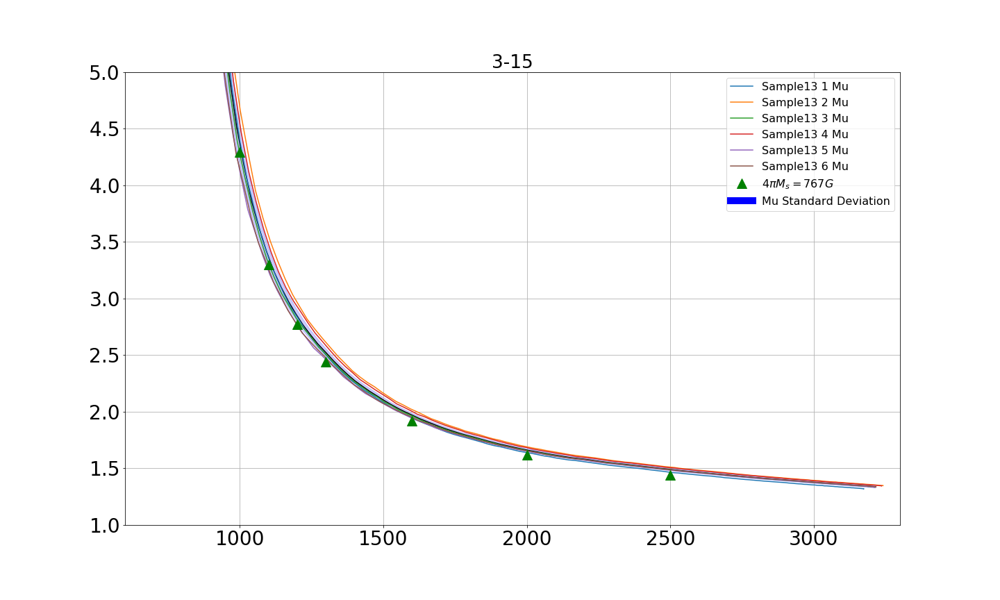 3-15
5.0
4.5
4.0
3.5
3.0
2.5
2.0
1.5
1.0
1000
1500
2000
2500
3000
Sample13 1 Mu
Sample13 2 Mu
Sample13 3 Mu
Sample13 4 Mu
Sample13 5 Mu
Sample13 6 Mu
4πMₛ = 767G
Mu Standard Deviation